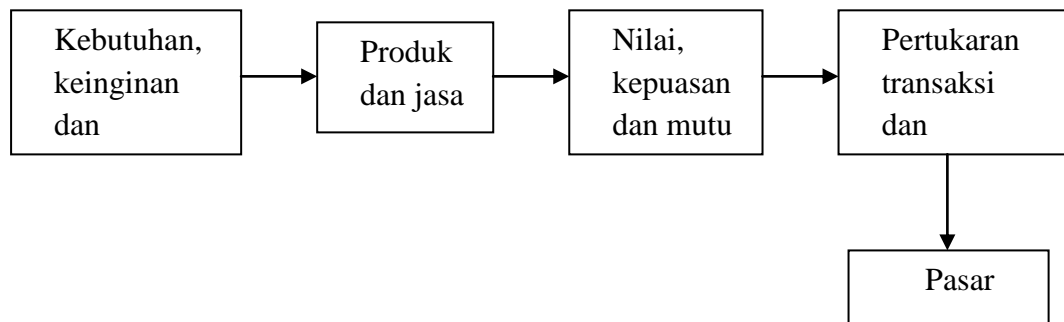 Kebutuhan,
keinginan
dan
Produk
dan jasa
Nilai,
kepuasan
dan mutu
Pertukaran
transaksi
dan
Pasar